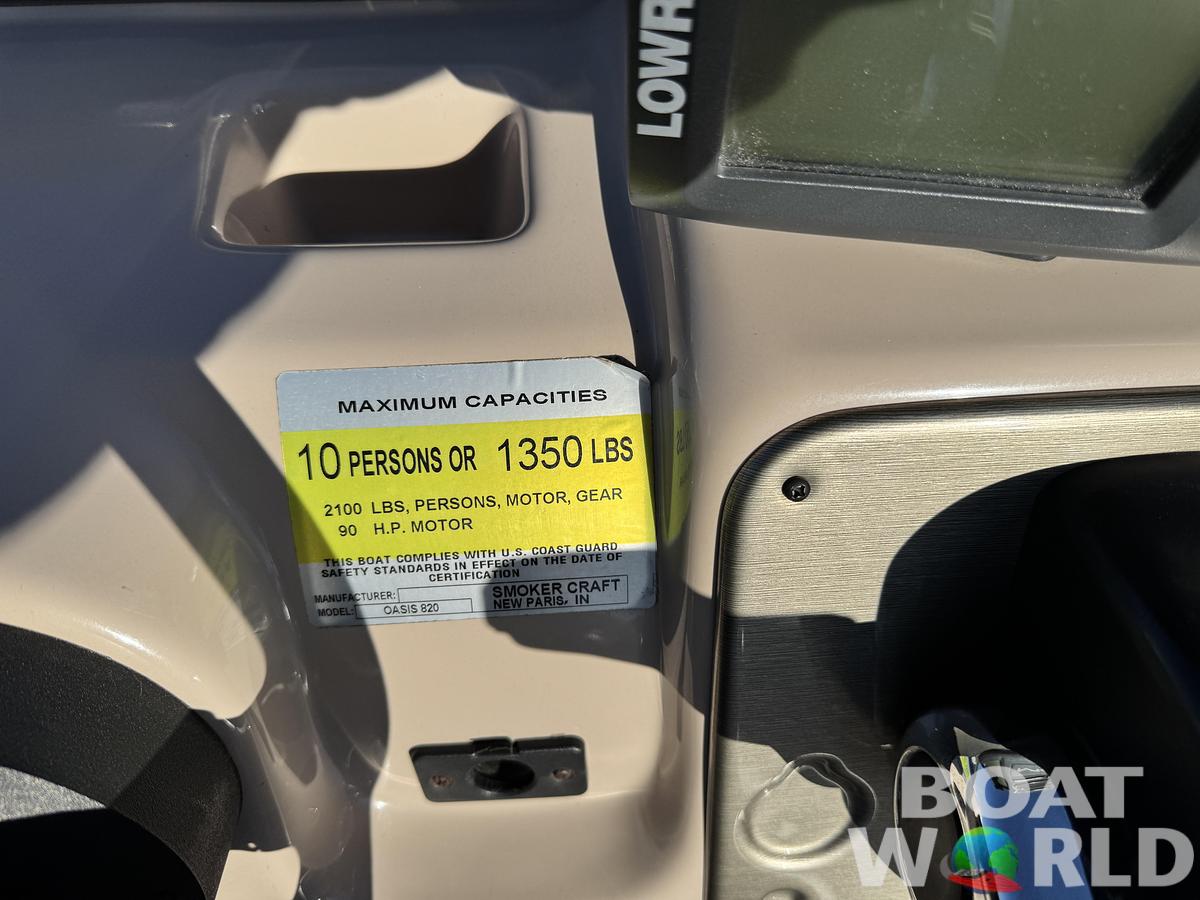 LOWR
MAXIMUM CAPACITIES
10 PERSONS OR 1350 LBS
2100 LBS, PERSONS, MOTOR, GEAR
90 H.P. MOTOR
THIS BOAT COMPLIES WITH U.S. COAST GUARD
SAFETY STANDARDS IN EFFECT ON THE DATE OF
CERTIFICATION
MANUFACTURER: SMOKER CRAFT
MODEL: OASIS 820 NEW PARIS, IN
BOAT
WORLD